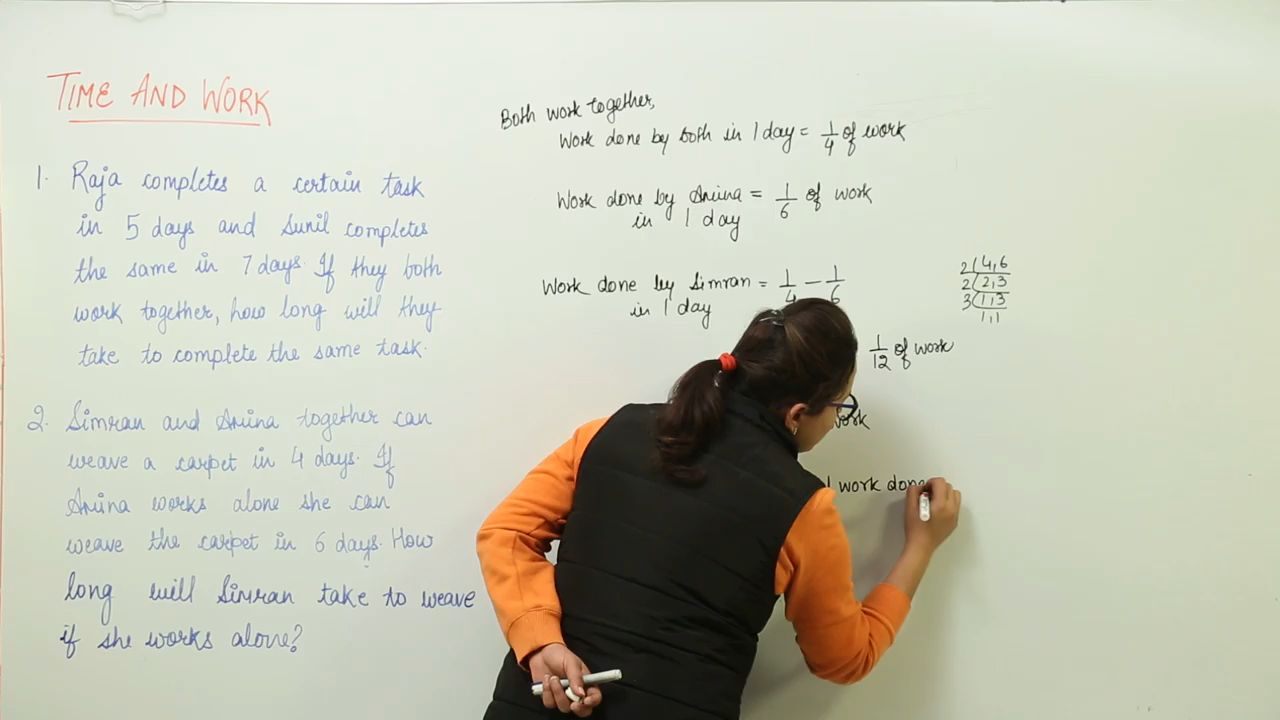 TIME AND WORK
1. Raja completes a certain task
in 5 days and Sunil completes
the same in 7 days. If they both
work together, how long will they
take to complete the same task.
2. Simran and Aruna together can
weave a carpet in 4 days. If
Aruna works alone she can
weave the carpet in 6 days. How
long will Simran take to weave
if she works alone?
Both work together,
Work done by both in 1 day = 1/4 of work
Work done by Aruna = 1/6 of work
in 1 day
Work done by Simran = 1/4 - 1/6
in 1 day
2 | 4, 6
2 | 2, 3
3 | 1, 3
1, 1
1/12 of work
work
work done